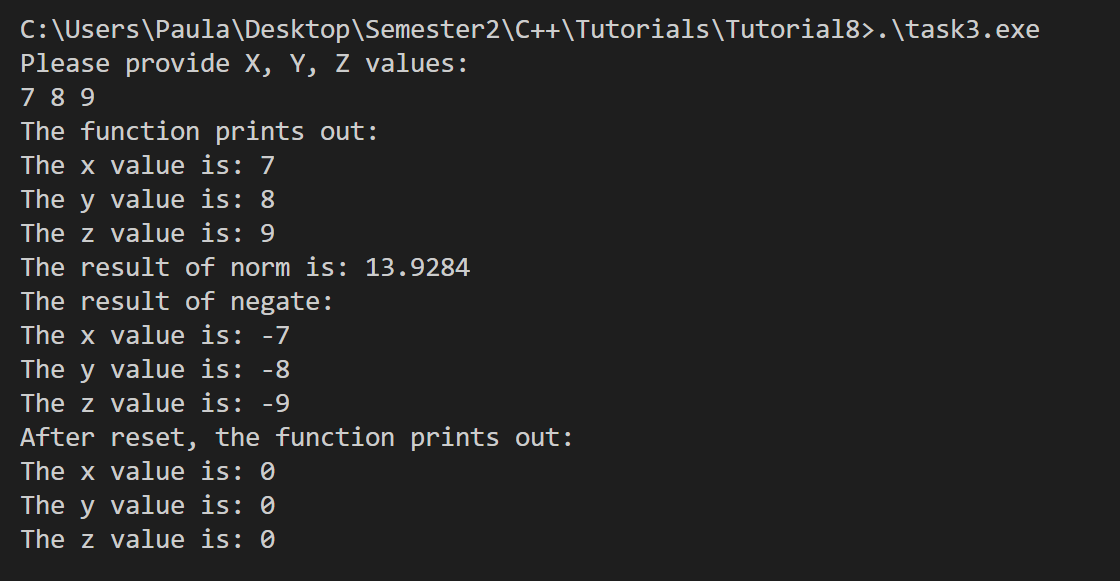 C:\Users\Paula\Desktop\Semester2\C++\Tutorials\Tutorial8>.\task3.exe
Please provide X, Y, Z values:
7 8 9
The function prints out:
The x value is: 7
The y value is: 8
The z value is: 9
The result of norm is: 13.9284
The result of negate:
The x value is: -7
The y value is: -8
The z value is: -9
After reset, the function prints out:
The x value is: 0
The y value is: 0
The z value is: 0